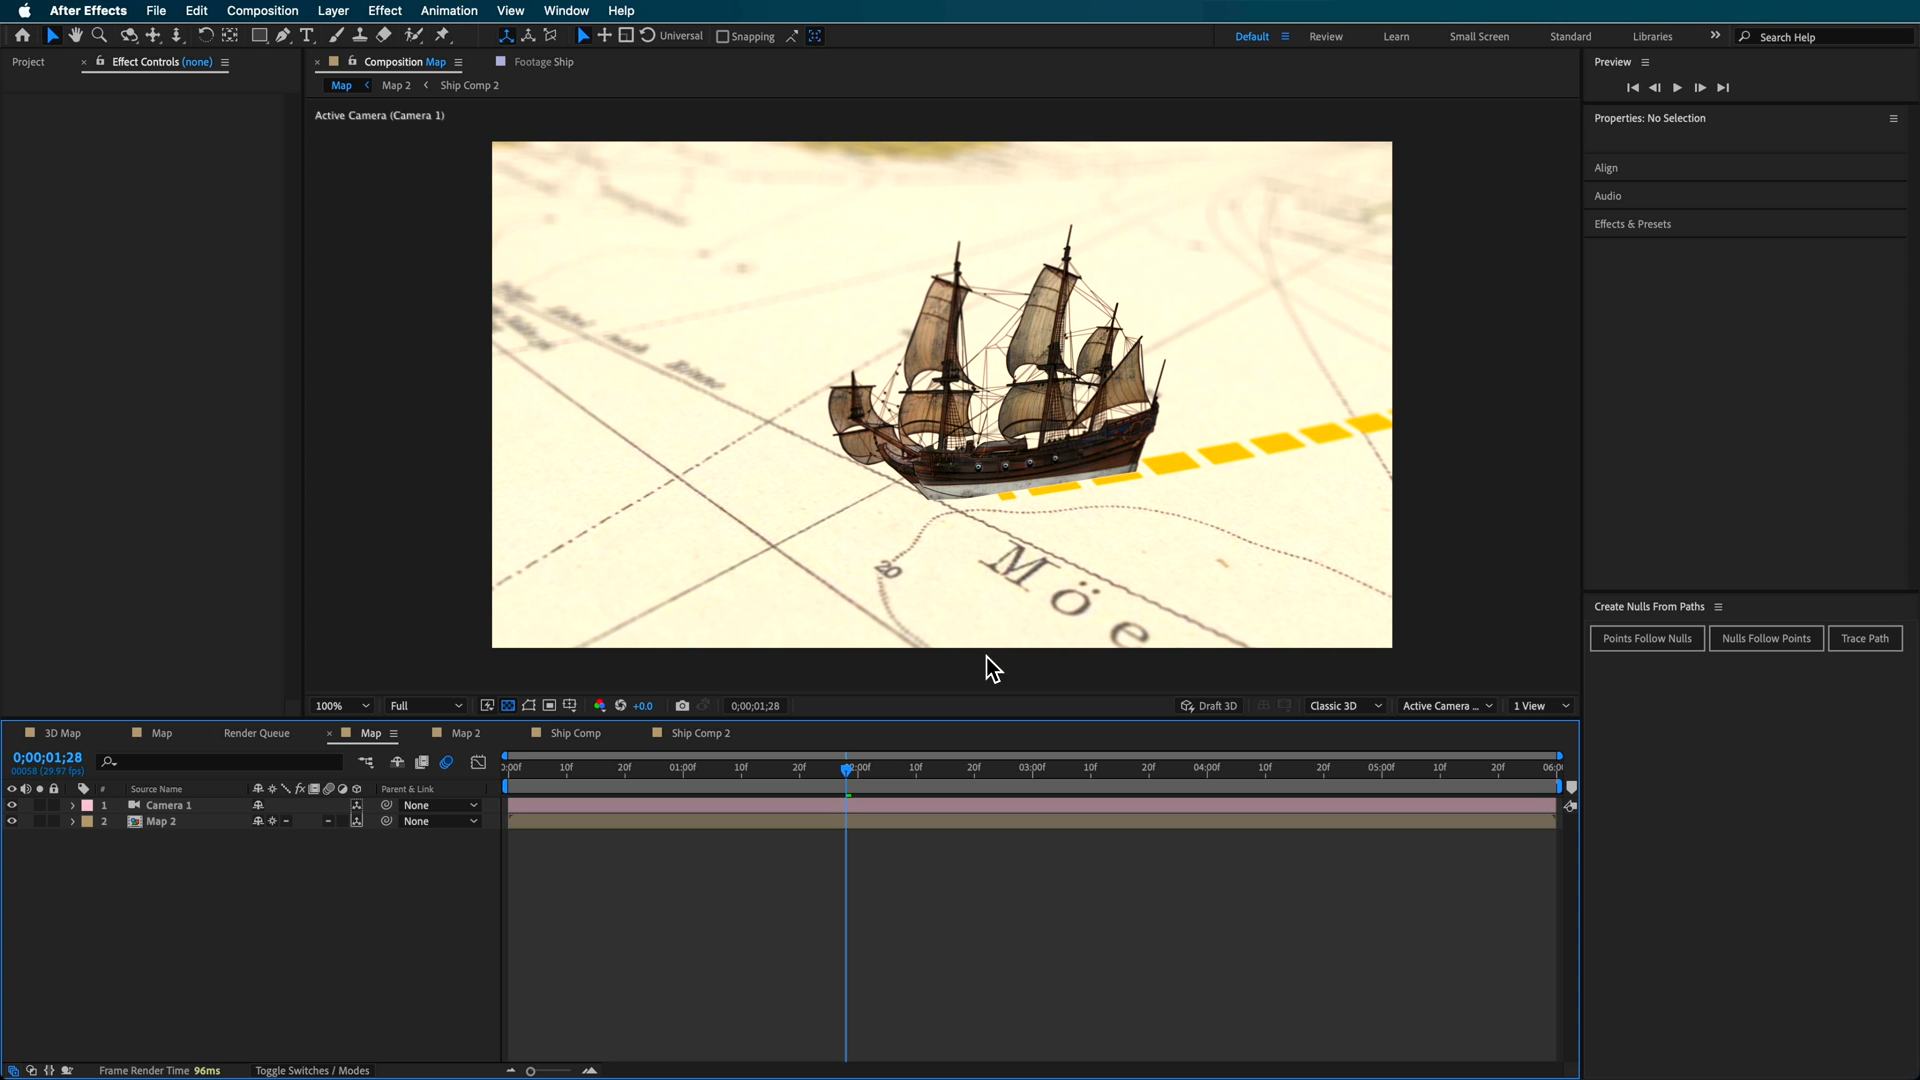 After Effects File Edit Composition Layer Effect Animation View Window Help
Universal Snapping Default Review Learn Small Screen Standard Libraries Search Help
Project Effect Controls (none) Composition Map Footage Ship Preview
Map Map 2 Ship Comp 2
Active Camera (Camera 1)
Properties: No Selection
Align
Audio
Effects & Presets
20
M ö e
Create Nulls From Paths
Points Follow Nulls Nulls Follow Points Trace Path
100% Full +0.0 0;00;01;28 Draft 3D Classic 3D Active Camera ... 1 View
3D Map Map Render Queue Map Map 2 Ship Comp Ship Comp 2
0;00;01;28
00058 (29.97 fps)
10f 20f 01:00f 10f 20f 02:00f 10f 20f 03:00f 10f 20f 04:00f 10f 20f 05:00f 10f 20f
# Source Name fx Parent & Link
1 Camera 1 None
2 Map 2 None
Frame Render Time 96ms Toggle Switches / Modes